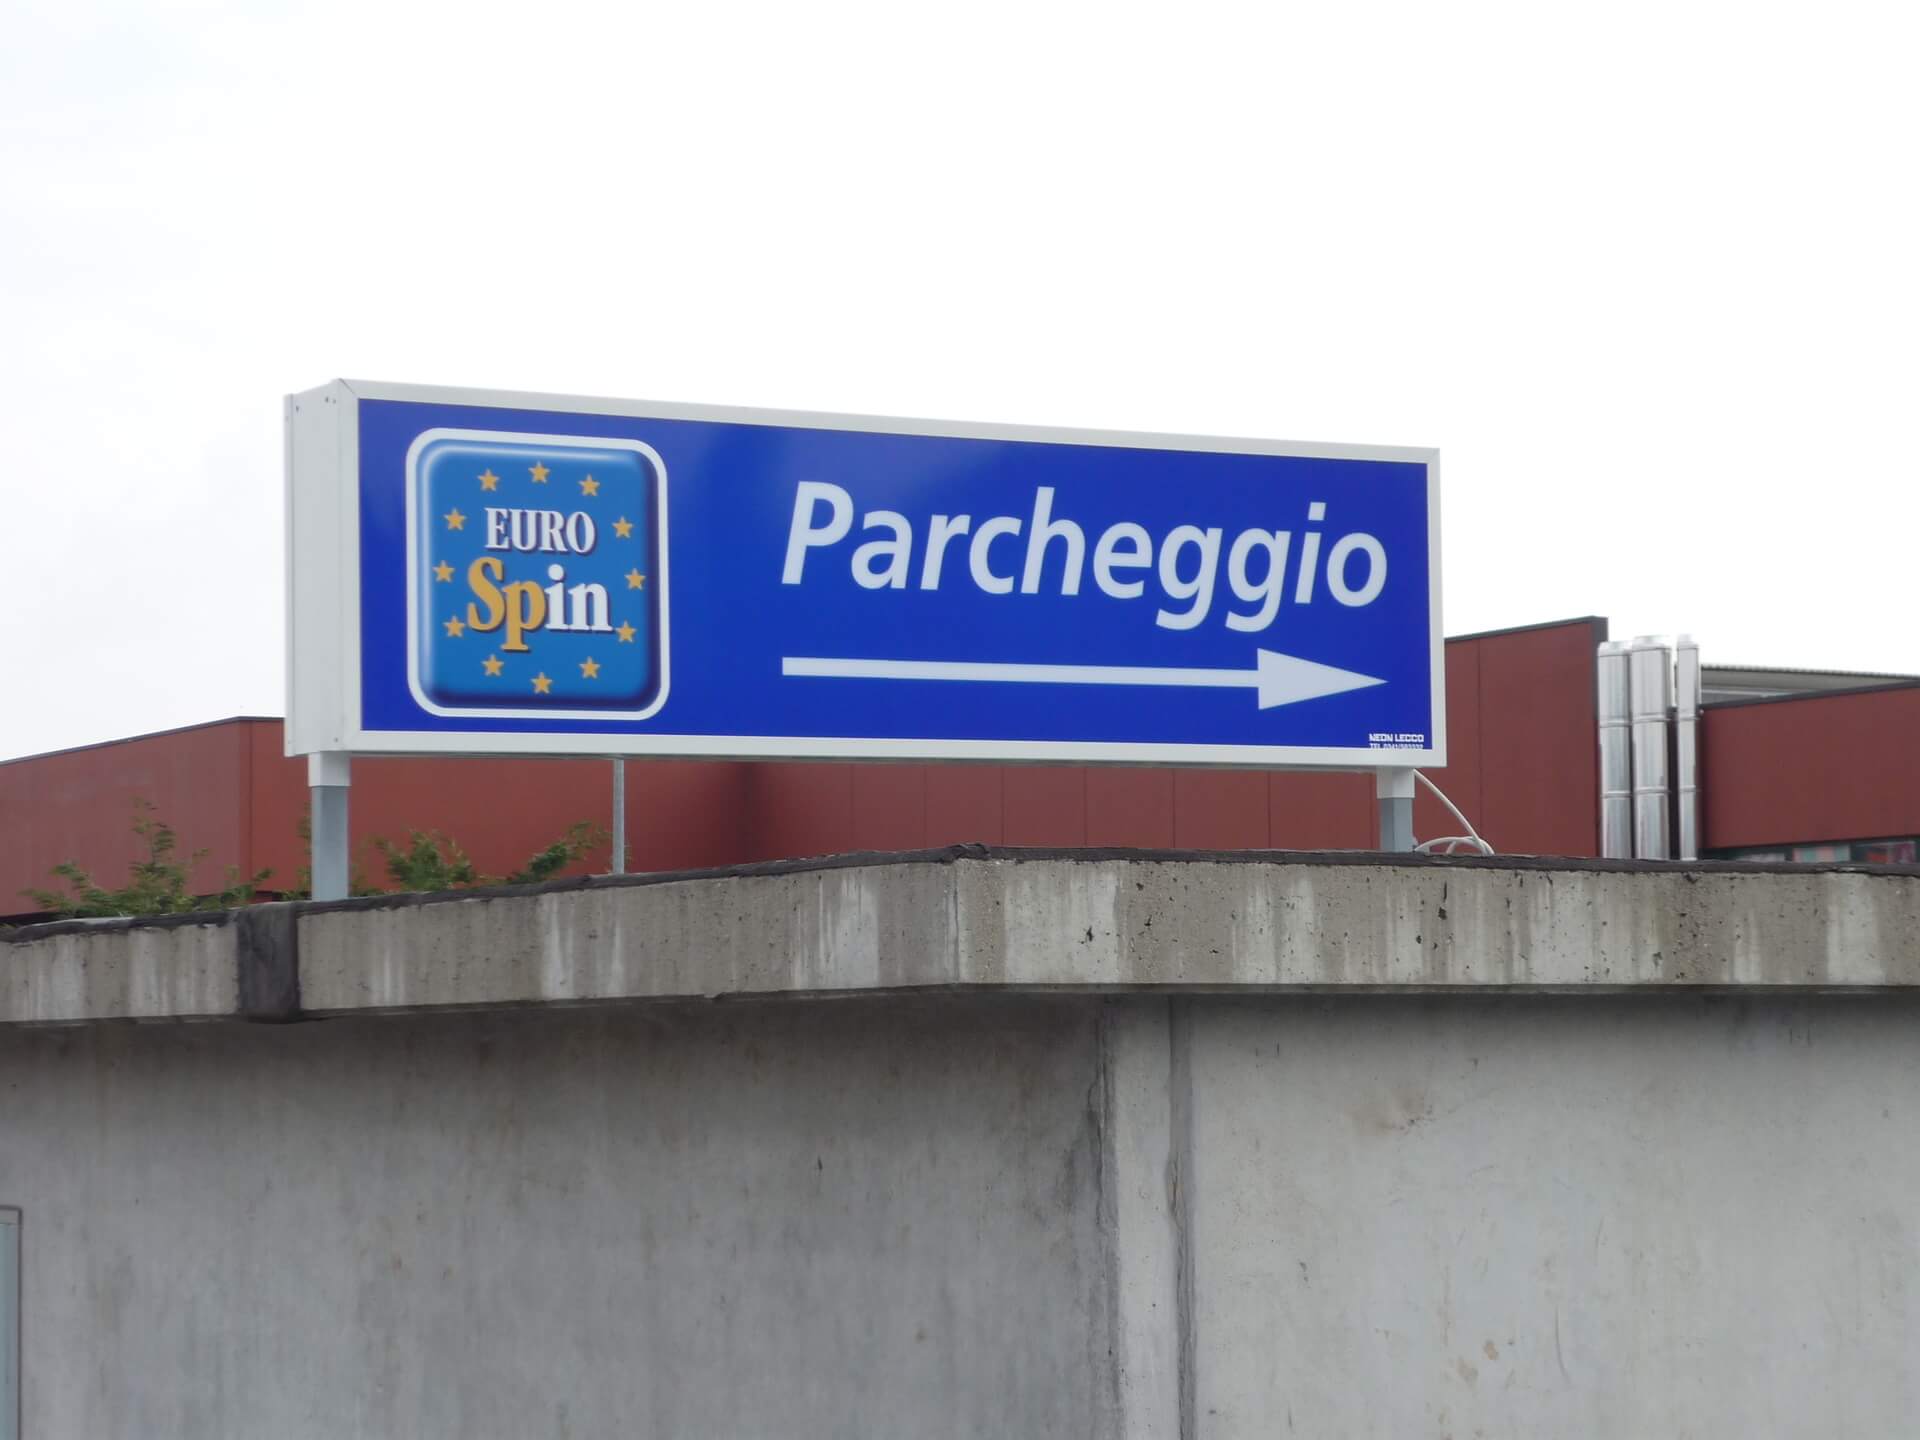 EURO
Spin
Parcheggio
NEON LECCO